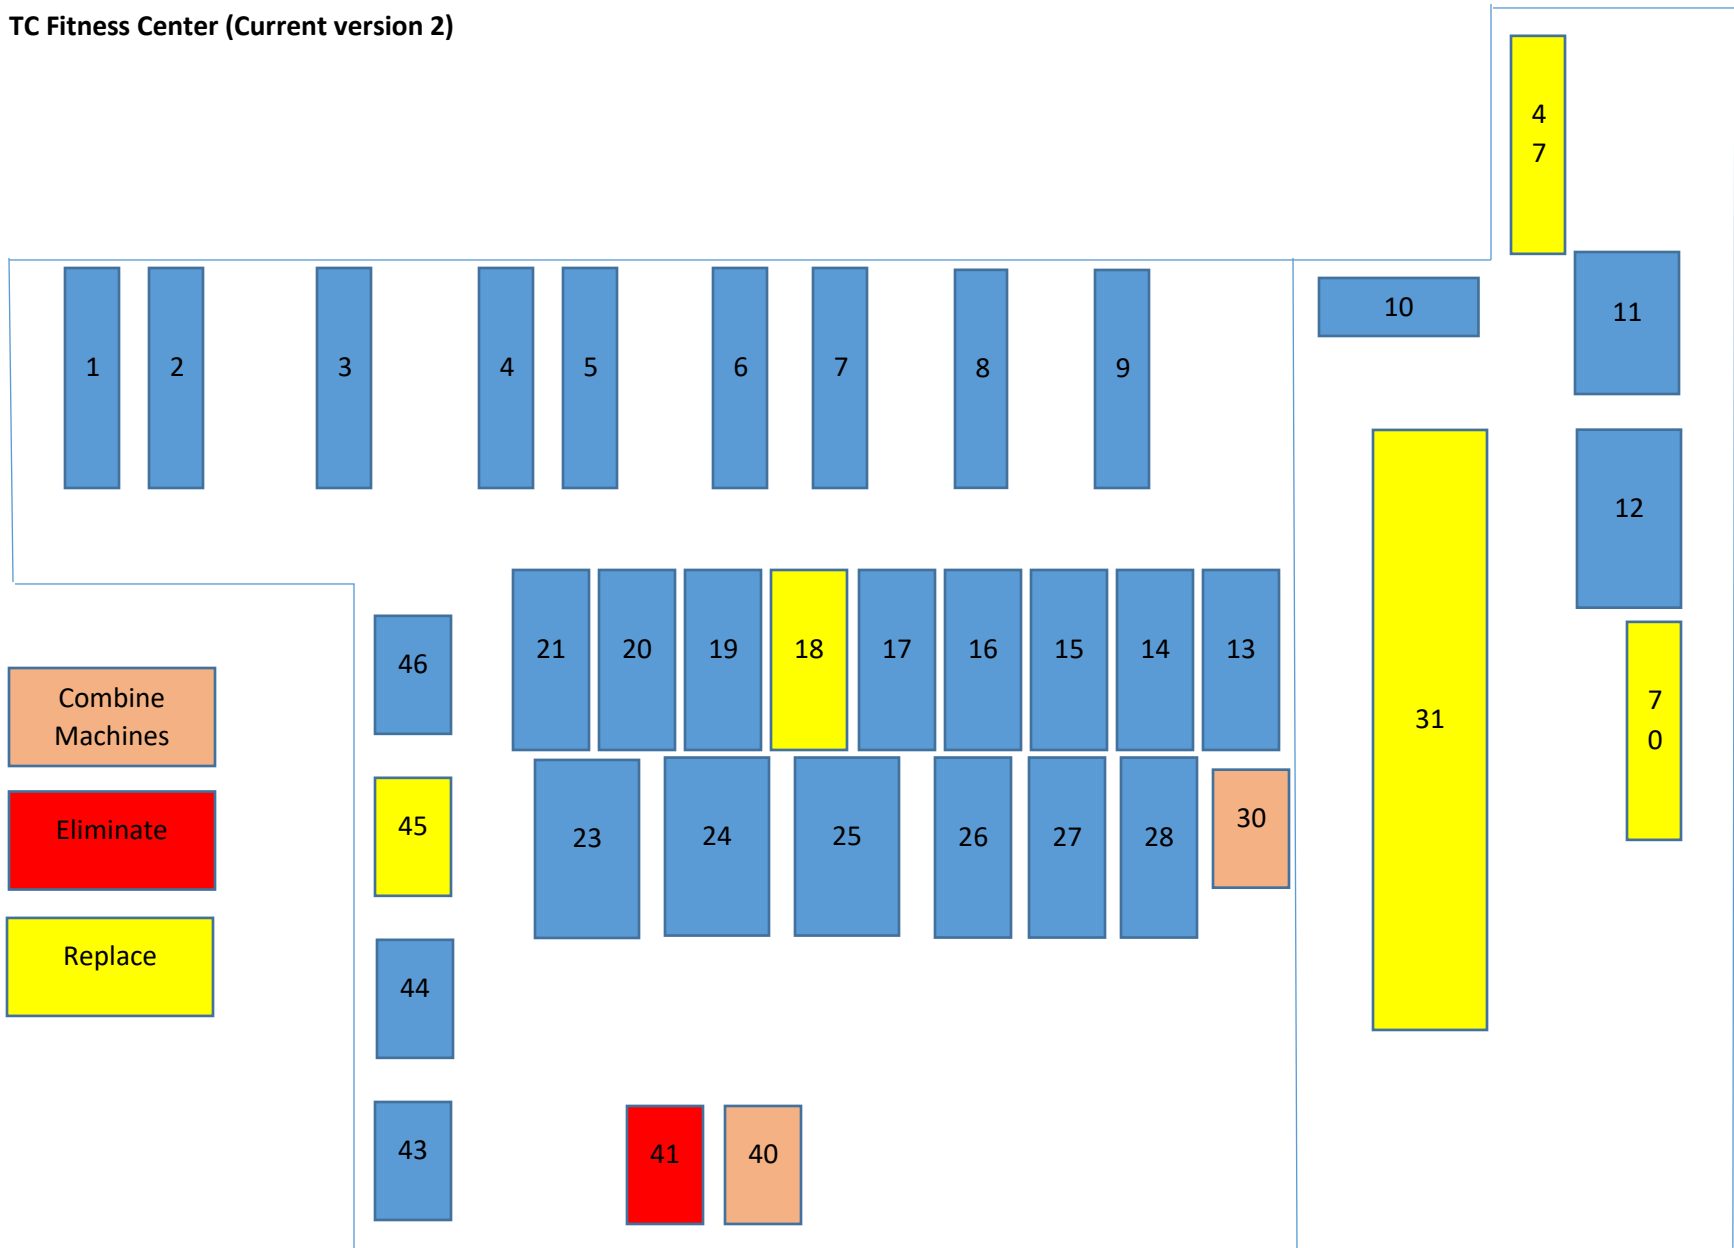 TC Fitness Center (Current version 2)
4
7
10
11
1 2 3 4 5 6 7 8 9
12
21 20 19 18 17 16 15 14 13
46
Combine
Machines
31
7
0
Eliminate
45
23 24 25 26 27 28 30
Replace
44
43
41 40